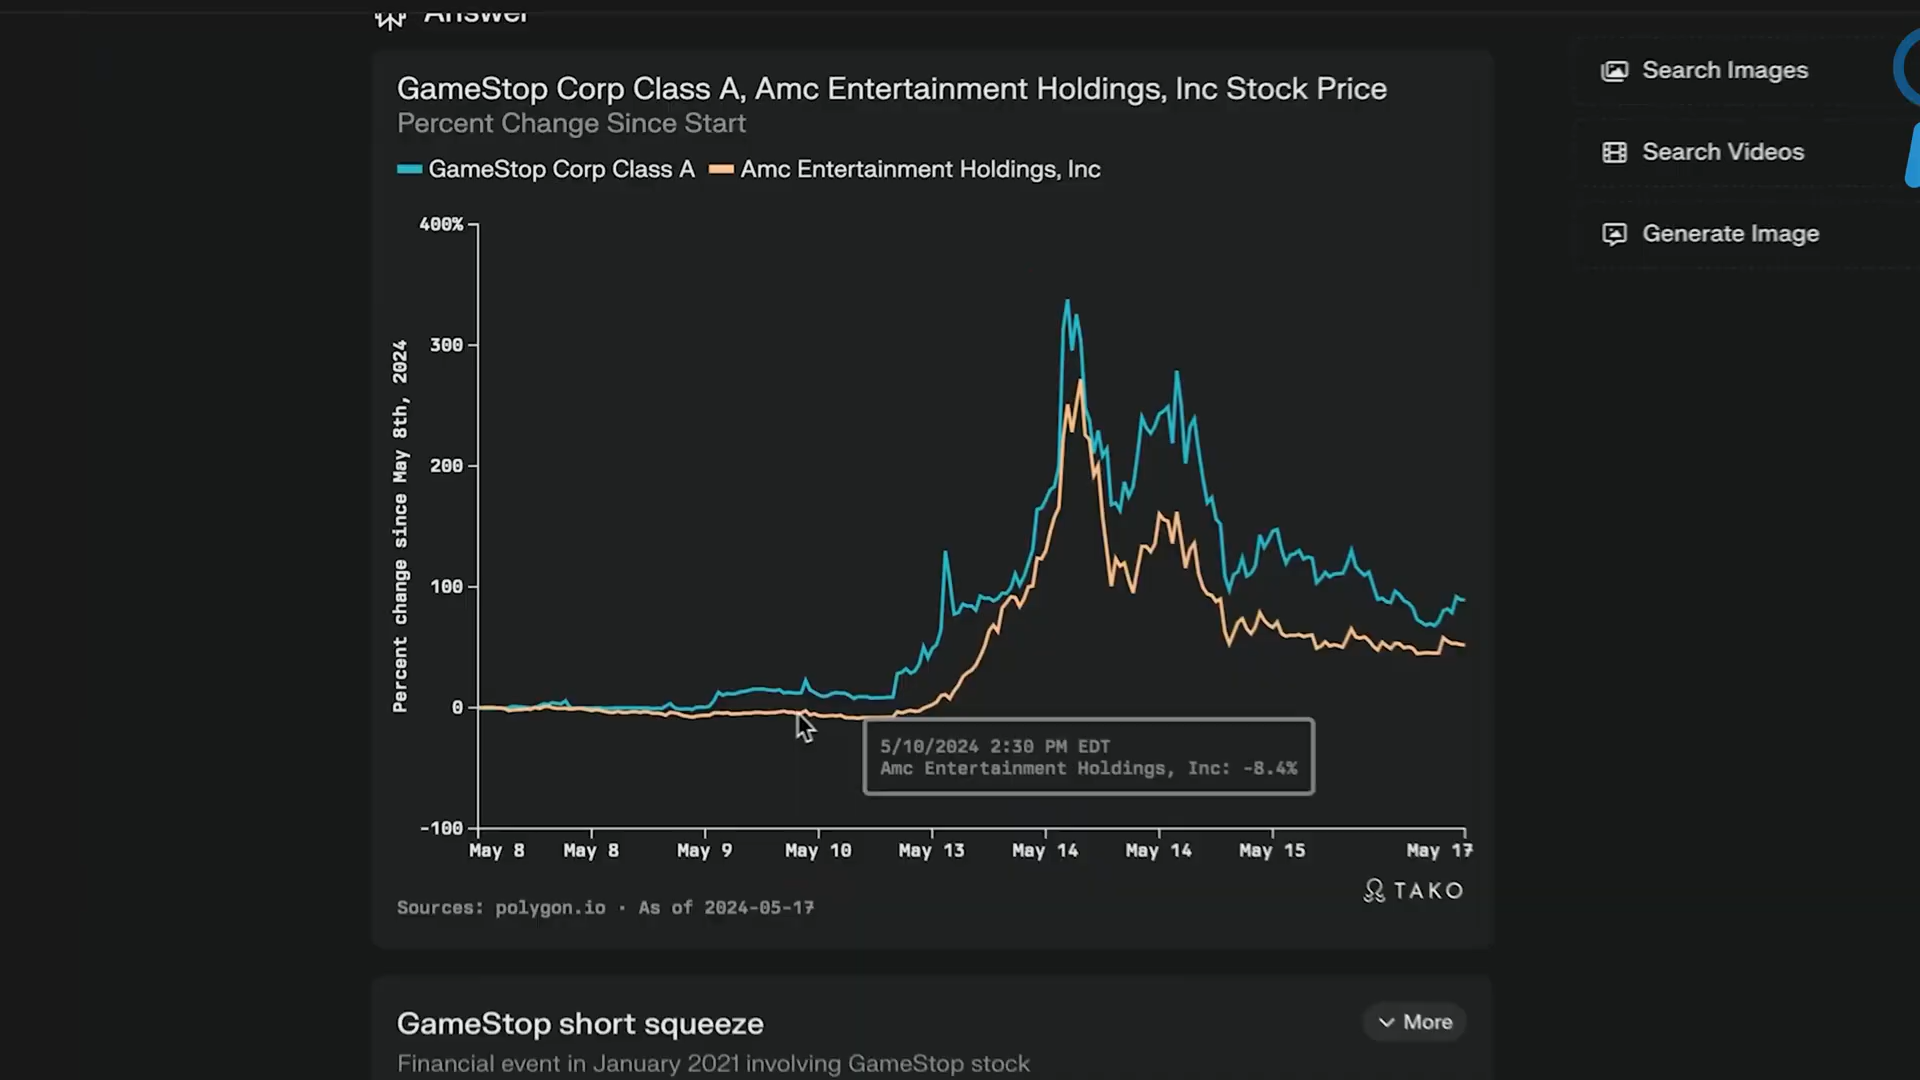 Answer
GameStop Corp Class A, Amc Entertainment Holdings, Inc Stock Price
Percent Change Since Start
GameStop Corp Class A Amc Entertainment Holdings, Inc
400%
300
200
100
0
-100
Percent change since May 8th, 2024
5/10/2024 2:30 PM EDT
Amc Entertainment Holdings, Inc: -8.4%
May 8 May 8 May 9 May 10 May 13 May 14 May 14 May 15 May 17
TAKO
Sources: polygon.io · As of 2024-05-17
GameStop short squeeze
More
Financial event in January 2021 involving GameStop stock
Search Images
Search Videos
Generate Image